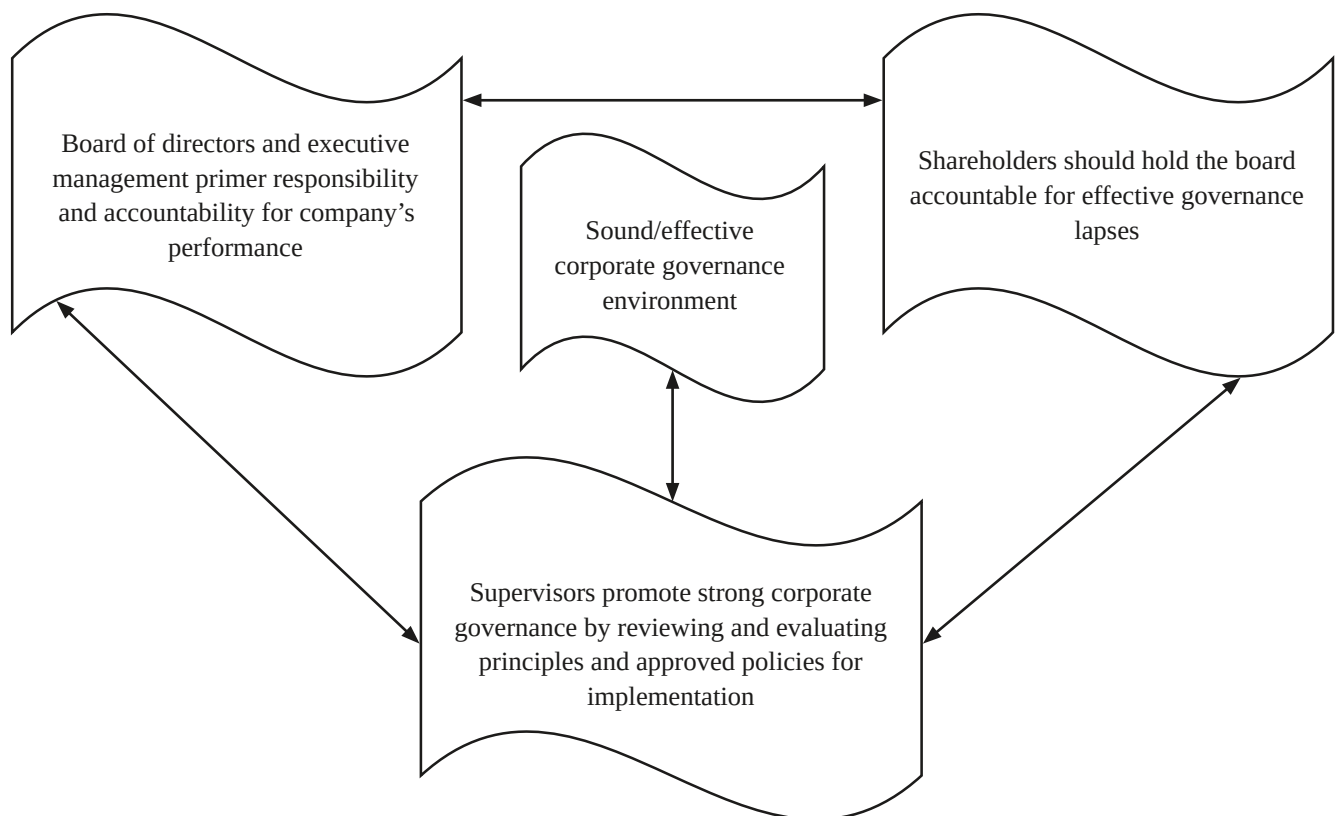 Board of directors and executive
management primer responsibility
and accountability for company’s
performance
Sound/effective
corporate governance
environment
Shareholders should hold the board
accountable for effective governance
lapses
Supervisors promote strong corporate
governance by reviewing and evaluating
principles and approved policies for
implementation